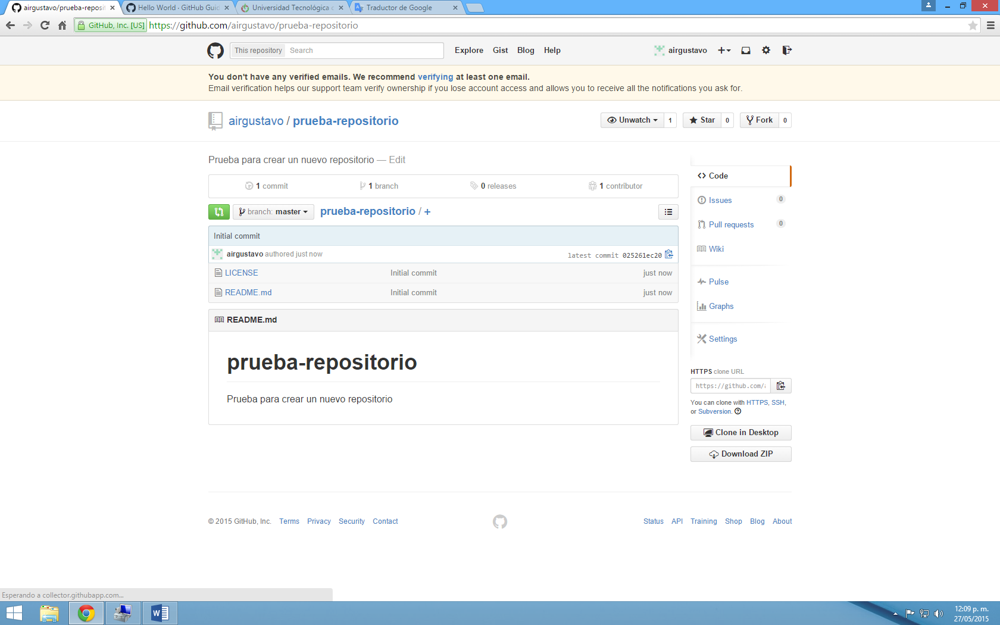 airgustavo/prueba-reposit
Hello World · GitHub Guid
Universidad Tecnológica
Traductor de Google
GitHub, Inc. [US] https://github.com/airgustavo/prueba-repositorio
This repository Search Explore Gist Blog Help airgustavo
You don't have any verified emails. We recommend verifying at least one email.
Email verification helps our support team verify ownership if you lose account access and allows you to receive all the notifications you ask for.
airgustavo / prueba-repositorio
Unwatch 1 Star 0 Fork 0
Prueba para crear un nuevo repositorio — Edit
1 commit 1 branch 0 releases 1 contributor
branch: master prueba-repositorio / +
Initial commit
airgustavo authored just now latest commit 025261ec20
LICENSE Initial commit just now
README.md Initial commit just now
README.md
prueba-repositorio
Prueba para crear un nuevo repositorio
Code
Issues 0
Pull requests 0
Wiki
Pulse
Graphs
Settings
HTTPS clone URL
https://github.com/
You can clone with HTTPS, SSH,
or Subversion.
Clone in Desktop
Download ZIP
© 2015 GitHub, Inc. Terms Privacy Security Contact
Status API Training Shop Blog About
Esperando a collector.githubapp.com...
12:09 p. m.
27/05/2015